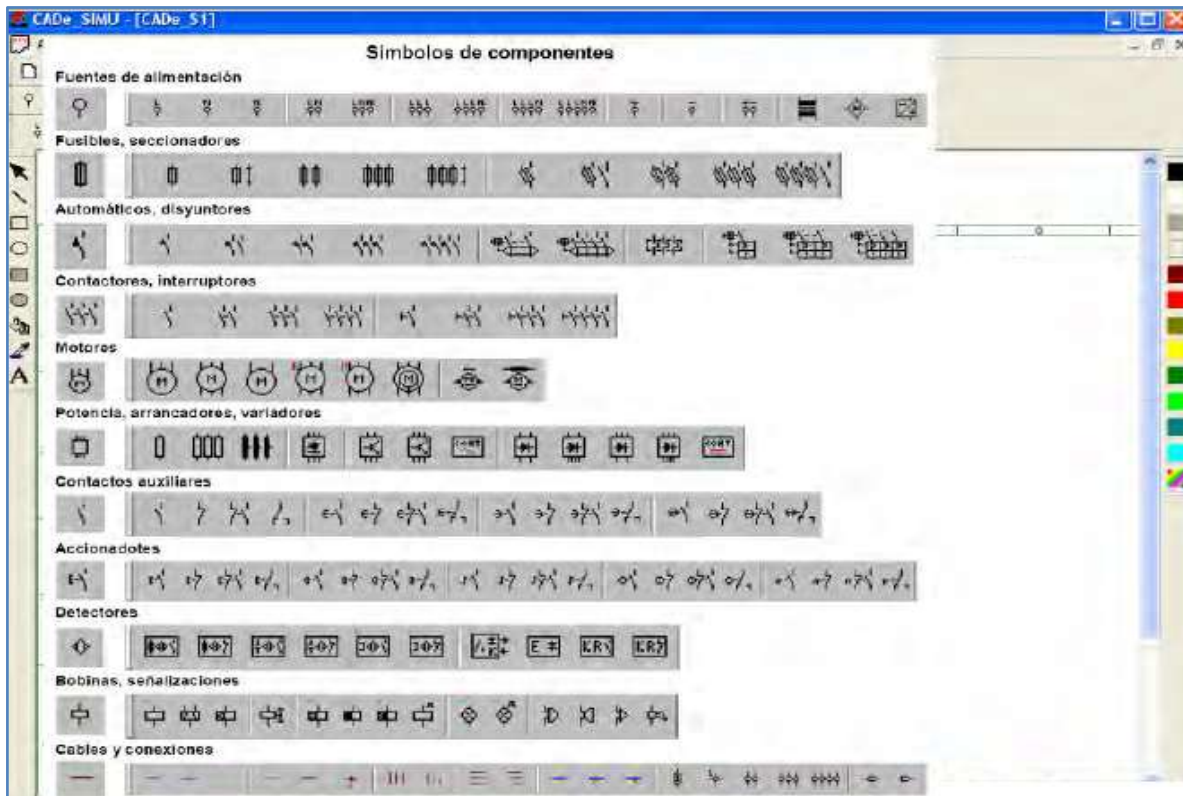 CADe_SIMU - [CADe_S1]
Simbolos de componentes
Fuentes de alimentación
Fusibles, seccionadores
Automáticos, disyuntores
Contactores, interruptores
Motores
Potencia, arrancadores, variadores
Contactos auxiliares
Accionadotes
Detectores
Bobinas, señalizaciones
Cables y conexiones
A